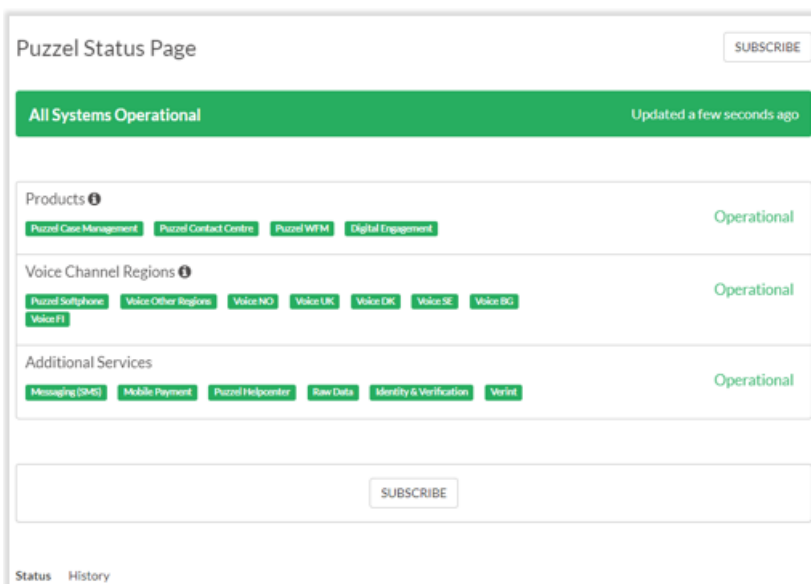 Puzzel Status Page
SUBSCRIBE
All Systems Operational
Updated a few seconds ago
Products
Operational
Puzzel Case Management Puzzel Contact Centre Puzzel WFM Digital Engagement
Voice Channel Regions
Operational
Puzzel Softphone Voice Other Regions Voice NO Voice UK Voice DK Voice SE Voice BG
Voice FI
Additional Services
Operational
Messaging (SMS) Mobile Payment Puzzel Helpcenter Raw Data Identity & Verification Verint
SUBSCRIBE
Status History